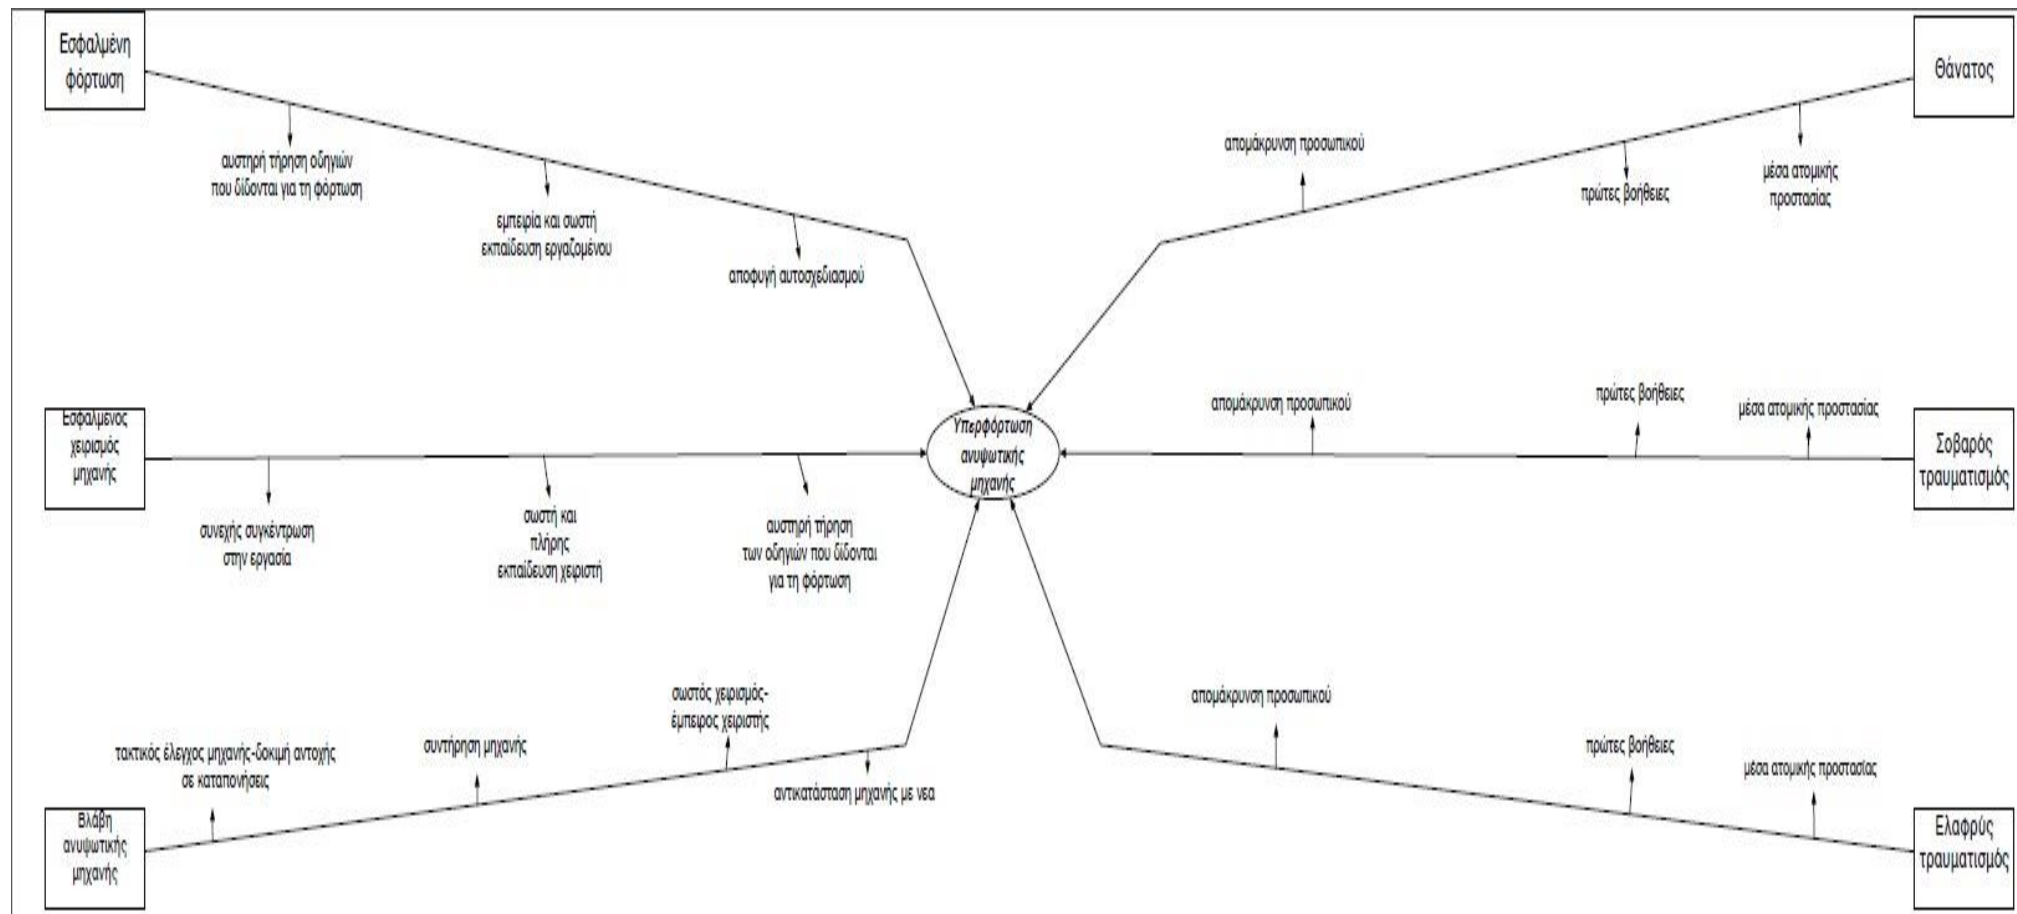 Εσφαλμένη
φόρτωση
αυστηρή τήρηση οδηγιών
που δίδονται για τη φόρτωση
εμπειρία και σωστή
εκπαίδευση εργαζομένου
αποφυγή αυτοσχεδιασμού
Θάνατος
απομάκρυνση προσωπικού
πρώτες βοήθειες
μέσα ατομικής
προστασίας
Εσφαλμένος
χειρισμός
μηχανής
συνεχής συγκέντρωση
στην εργασία
σωστή και
πλήρης
εκπαίδευση χειριστή
αυστηρή τήρηση
των οδηγιών που δίδονται
για τη φόρτωση
Υπερφόρτωση
ανυψωτικής
μηχανής
απομάκρυνση προσωπικού
πρώτες βοήθειες
μέσα ατομικής προστασίας
Σοβαρός
τραυματισμός
Βλάβη
ανυψωτικής
μηχανής
τακτικός έλεγχος μηχανής-δοκιμή αντοχής
σε καταπονήσεις
συντήρηση μηχανής
σωστός χειρισμός-
έμπειρος χειριστής
αντικατάσταση μηχανής με νεα
απομάκρυνση προσωπικού
πρώτες βοήθειες
μέσα ατομικής προστασίας
Ελαφρύς
τραυματισμός